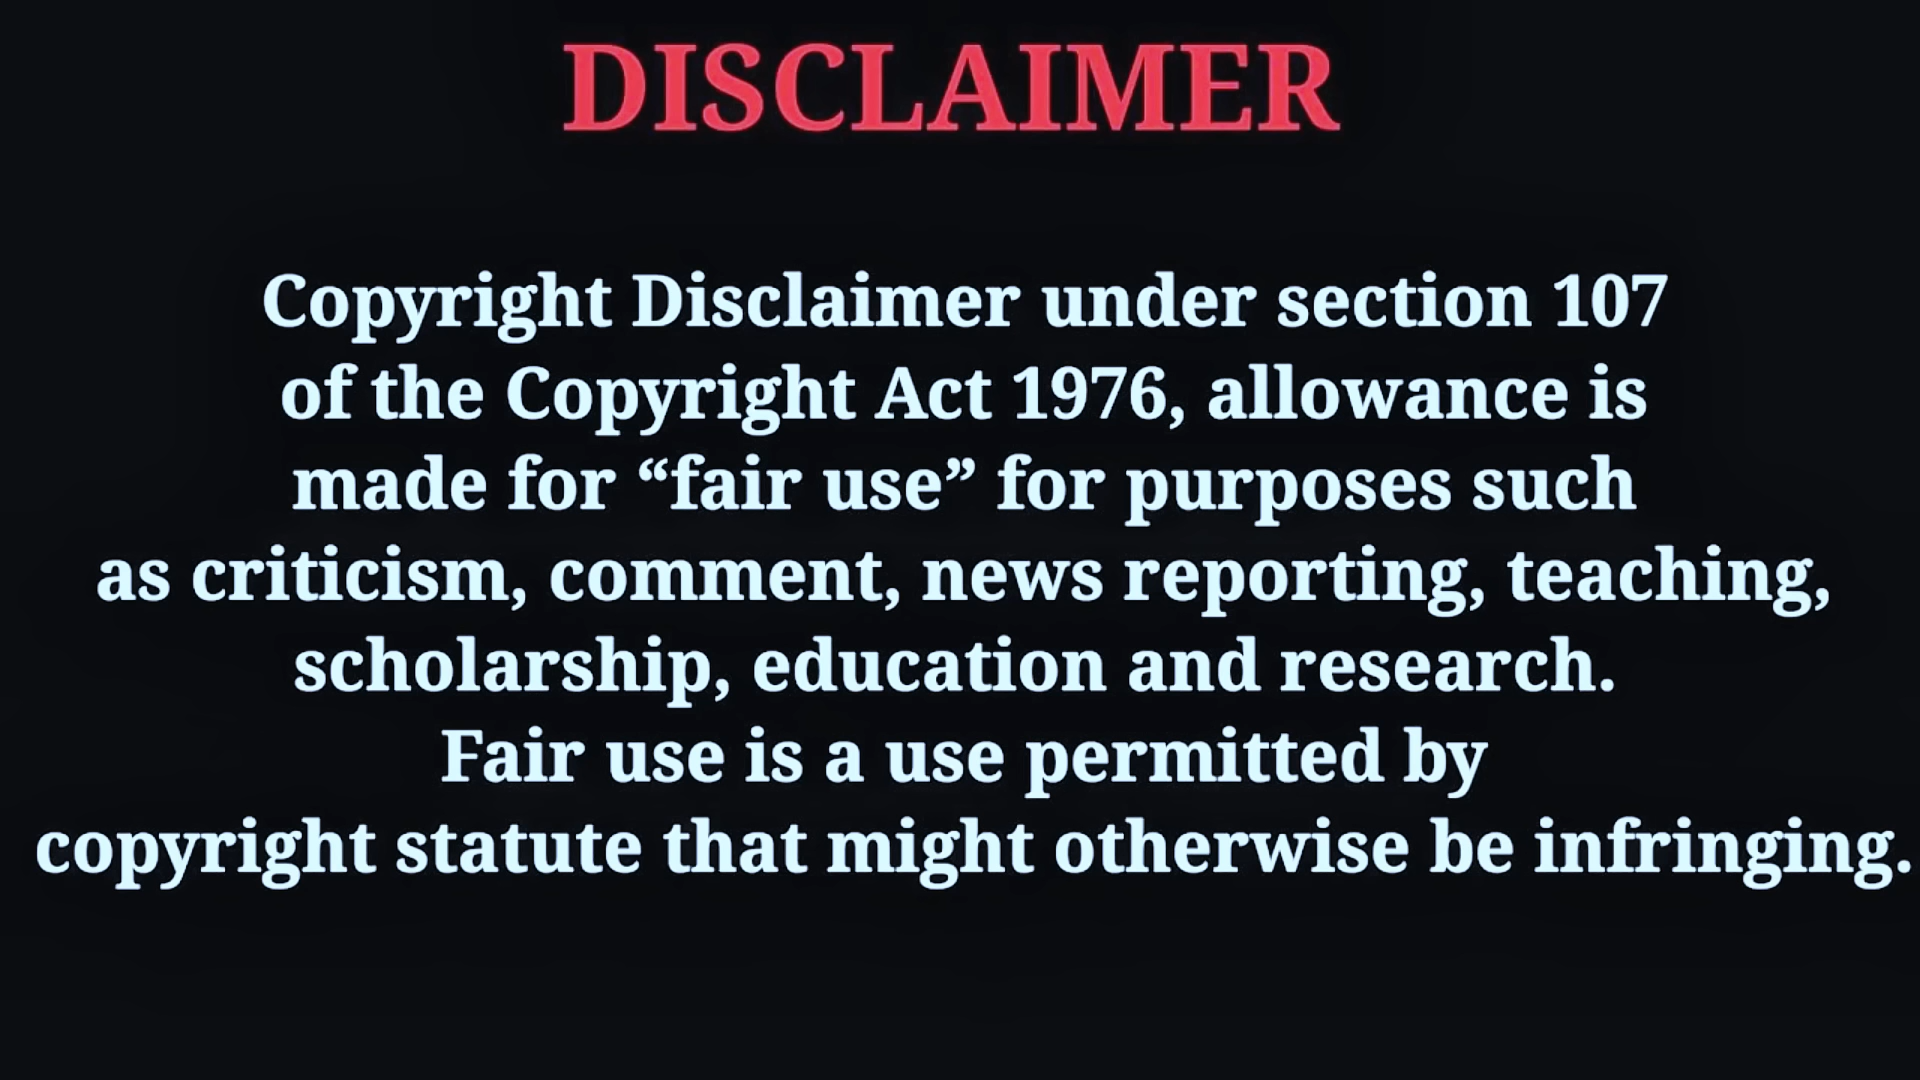 DISCLAIMER
Copyright Disclaimer under section 107
of the Copyright Act 1976, allowance is
made for “fair use” for purposes such
as criticism, comment, news reporting, teaching,
scholarship, education and research.
Fair use is a use permitted by
copyright statute that might otherwise be infringing.